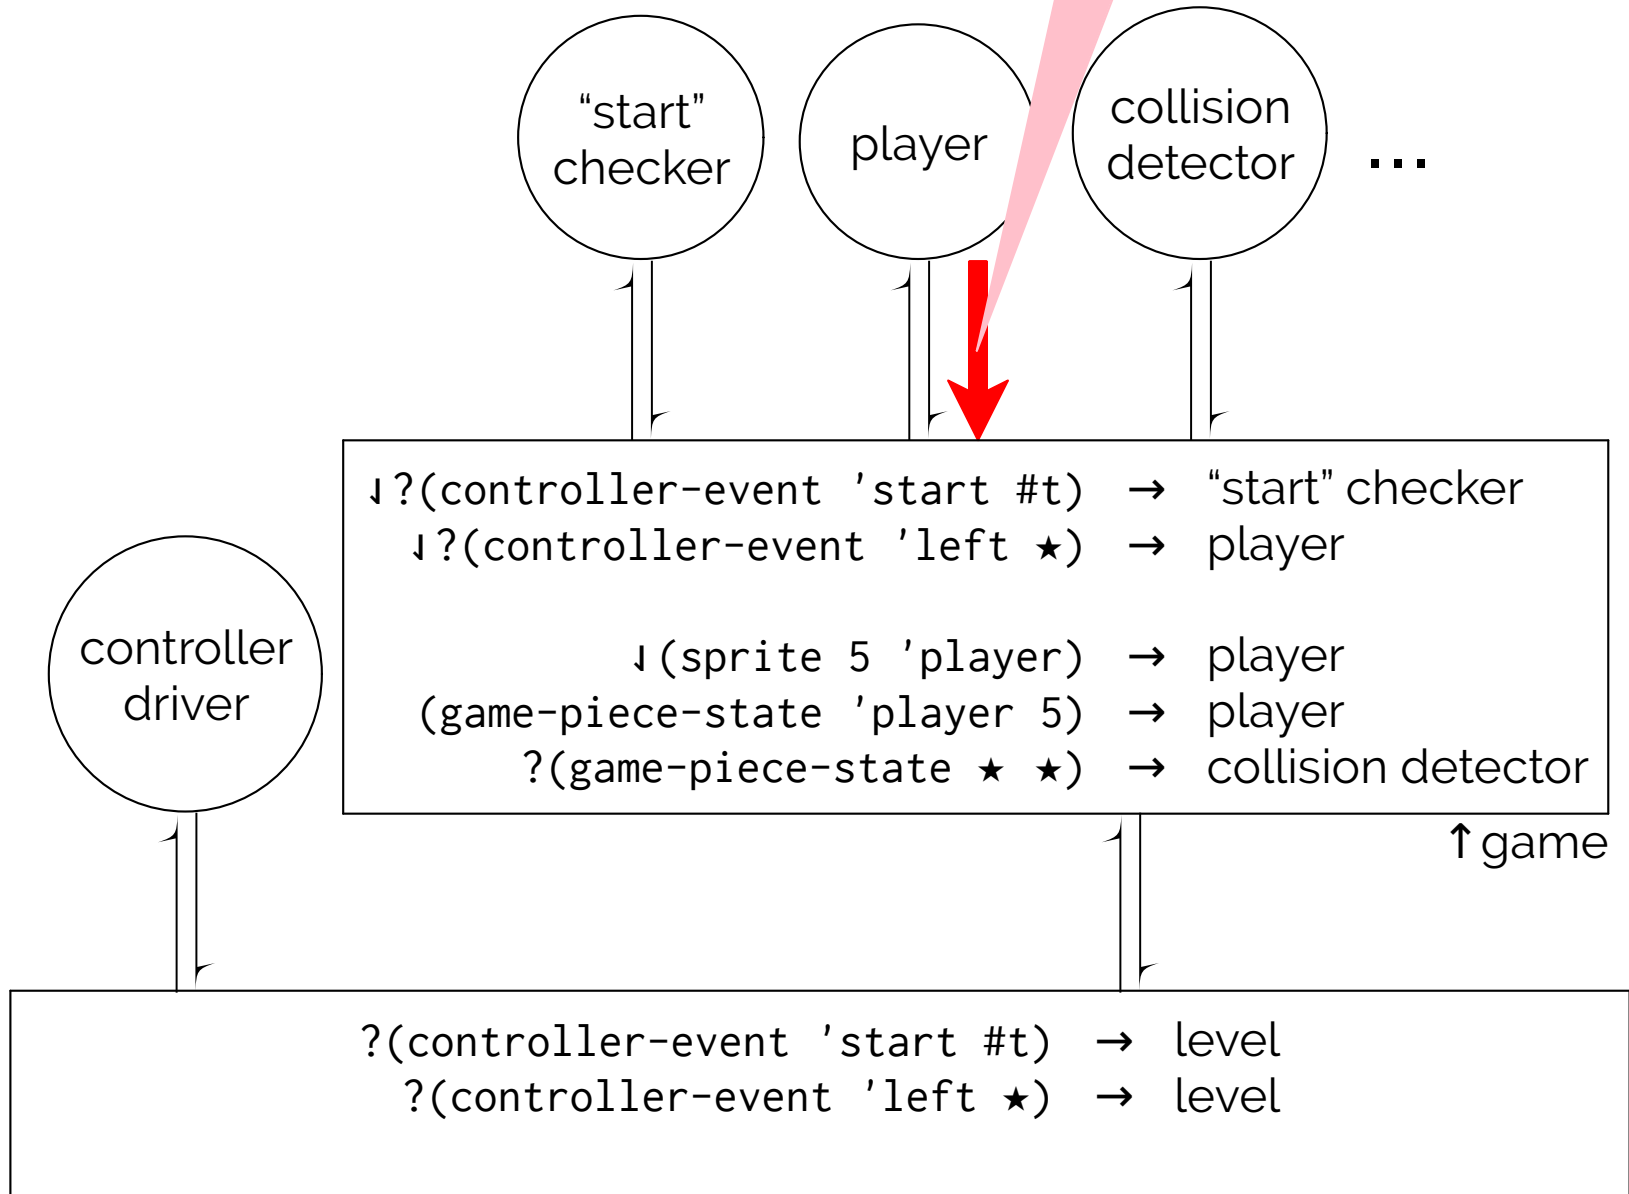 “start”
checker
player
collision
detector
...
⇃?(controller-event 'start #t) → “start” checker
⇃?(controller-event 'left ★) → player
⇃(sprite 5 'player) → player
(game-piece-state 'player 5) → player
?(game-piece-state ★ ★) → collision detector
controller
driver
↑game
?(controller-event 'start #t) → level
?(controller-event 'left ★) → level